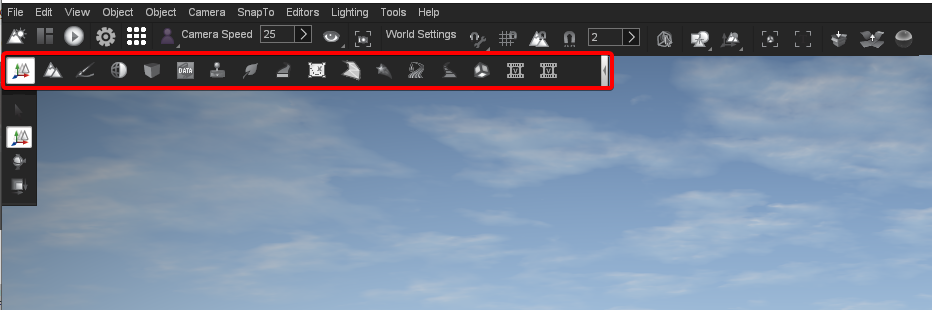 File Edit View Object Object Camera SnapTo Editors Lighting Tools Help
Camera Speed 25 World Settings 2
DATA